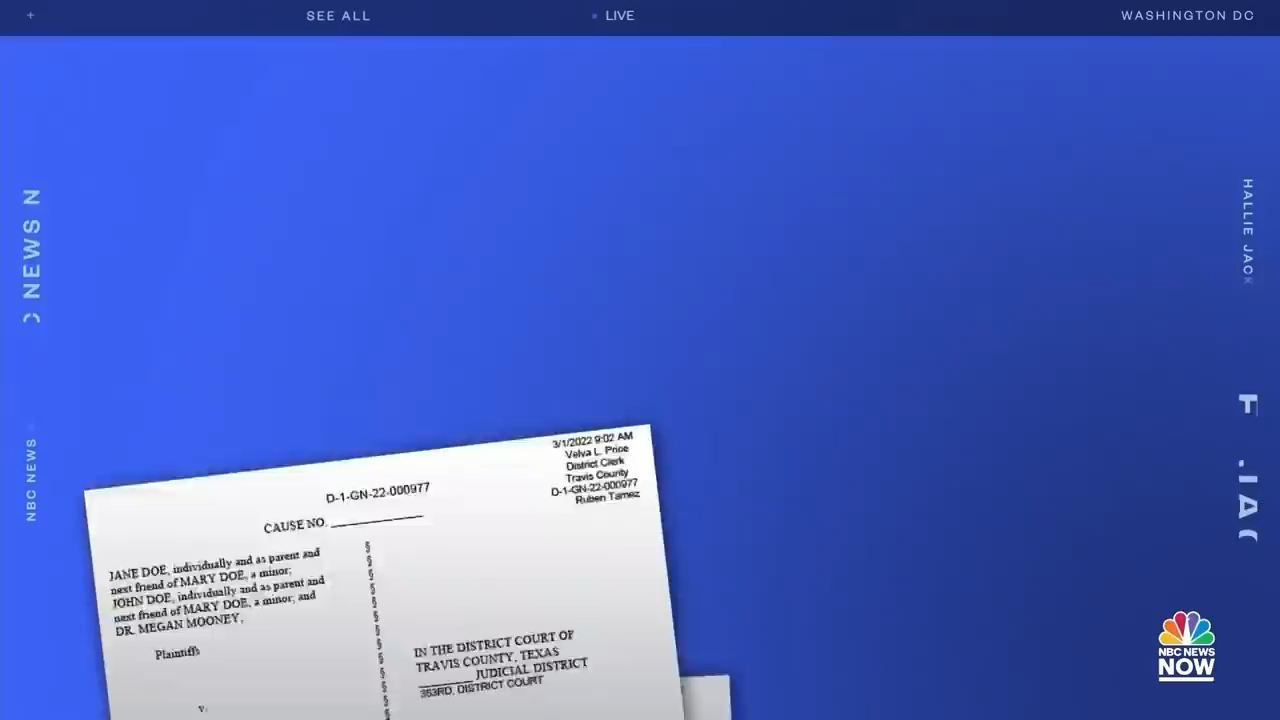 +
SEE ALL
LIVE
WASHINGTON DC
NEWS N
NBC NEWS
HALLIE JACK
3/1/2022 9:02 AM
Velva L. Price
District Clerk
Travis County
D-1-GN-22-000977
Ruben Tamez
D-1-GN-22-000977
CAUSE NO. ____________
JANE DOE, individually and as parent and
next friend of MARY DOE, a minor;
JOHN DOE, individually and as parent and
next friend of MARY DOE, a minor; and
DR. MEGAN MOONEY,
Plaintiffs
v.
§
§
§
§
§
§
§
§
§
§
§
§
IN THE DISTRICT COURT OF
TRAVIS COUNTY, TEXAS
________ JUDICIAL DISTRICT
353RD, DISTRICT COURT
NBC NEWS
NOW